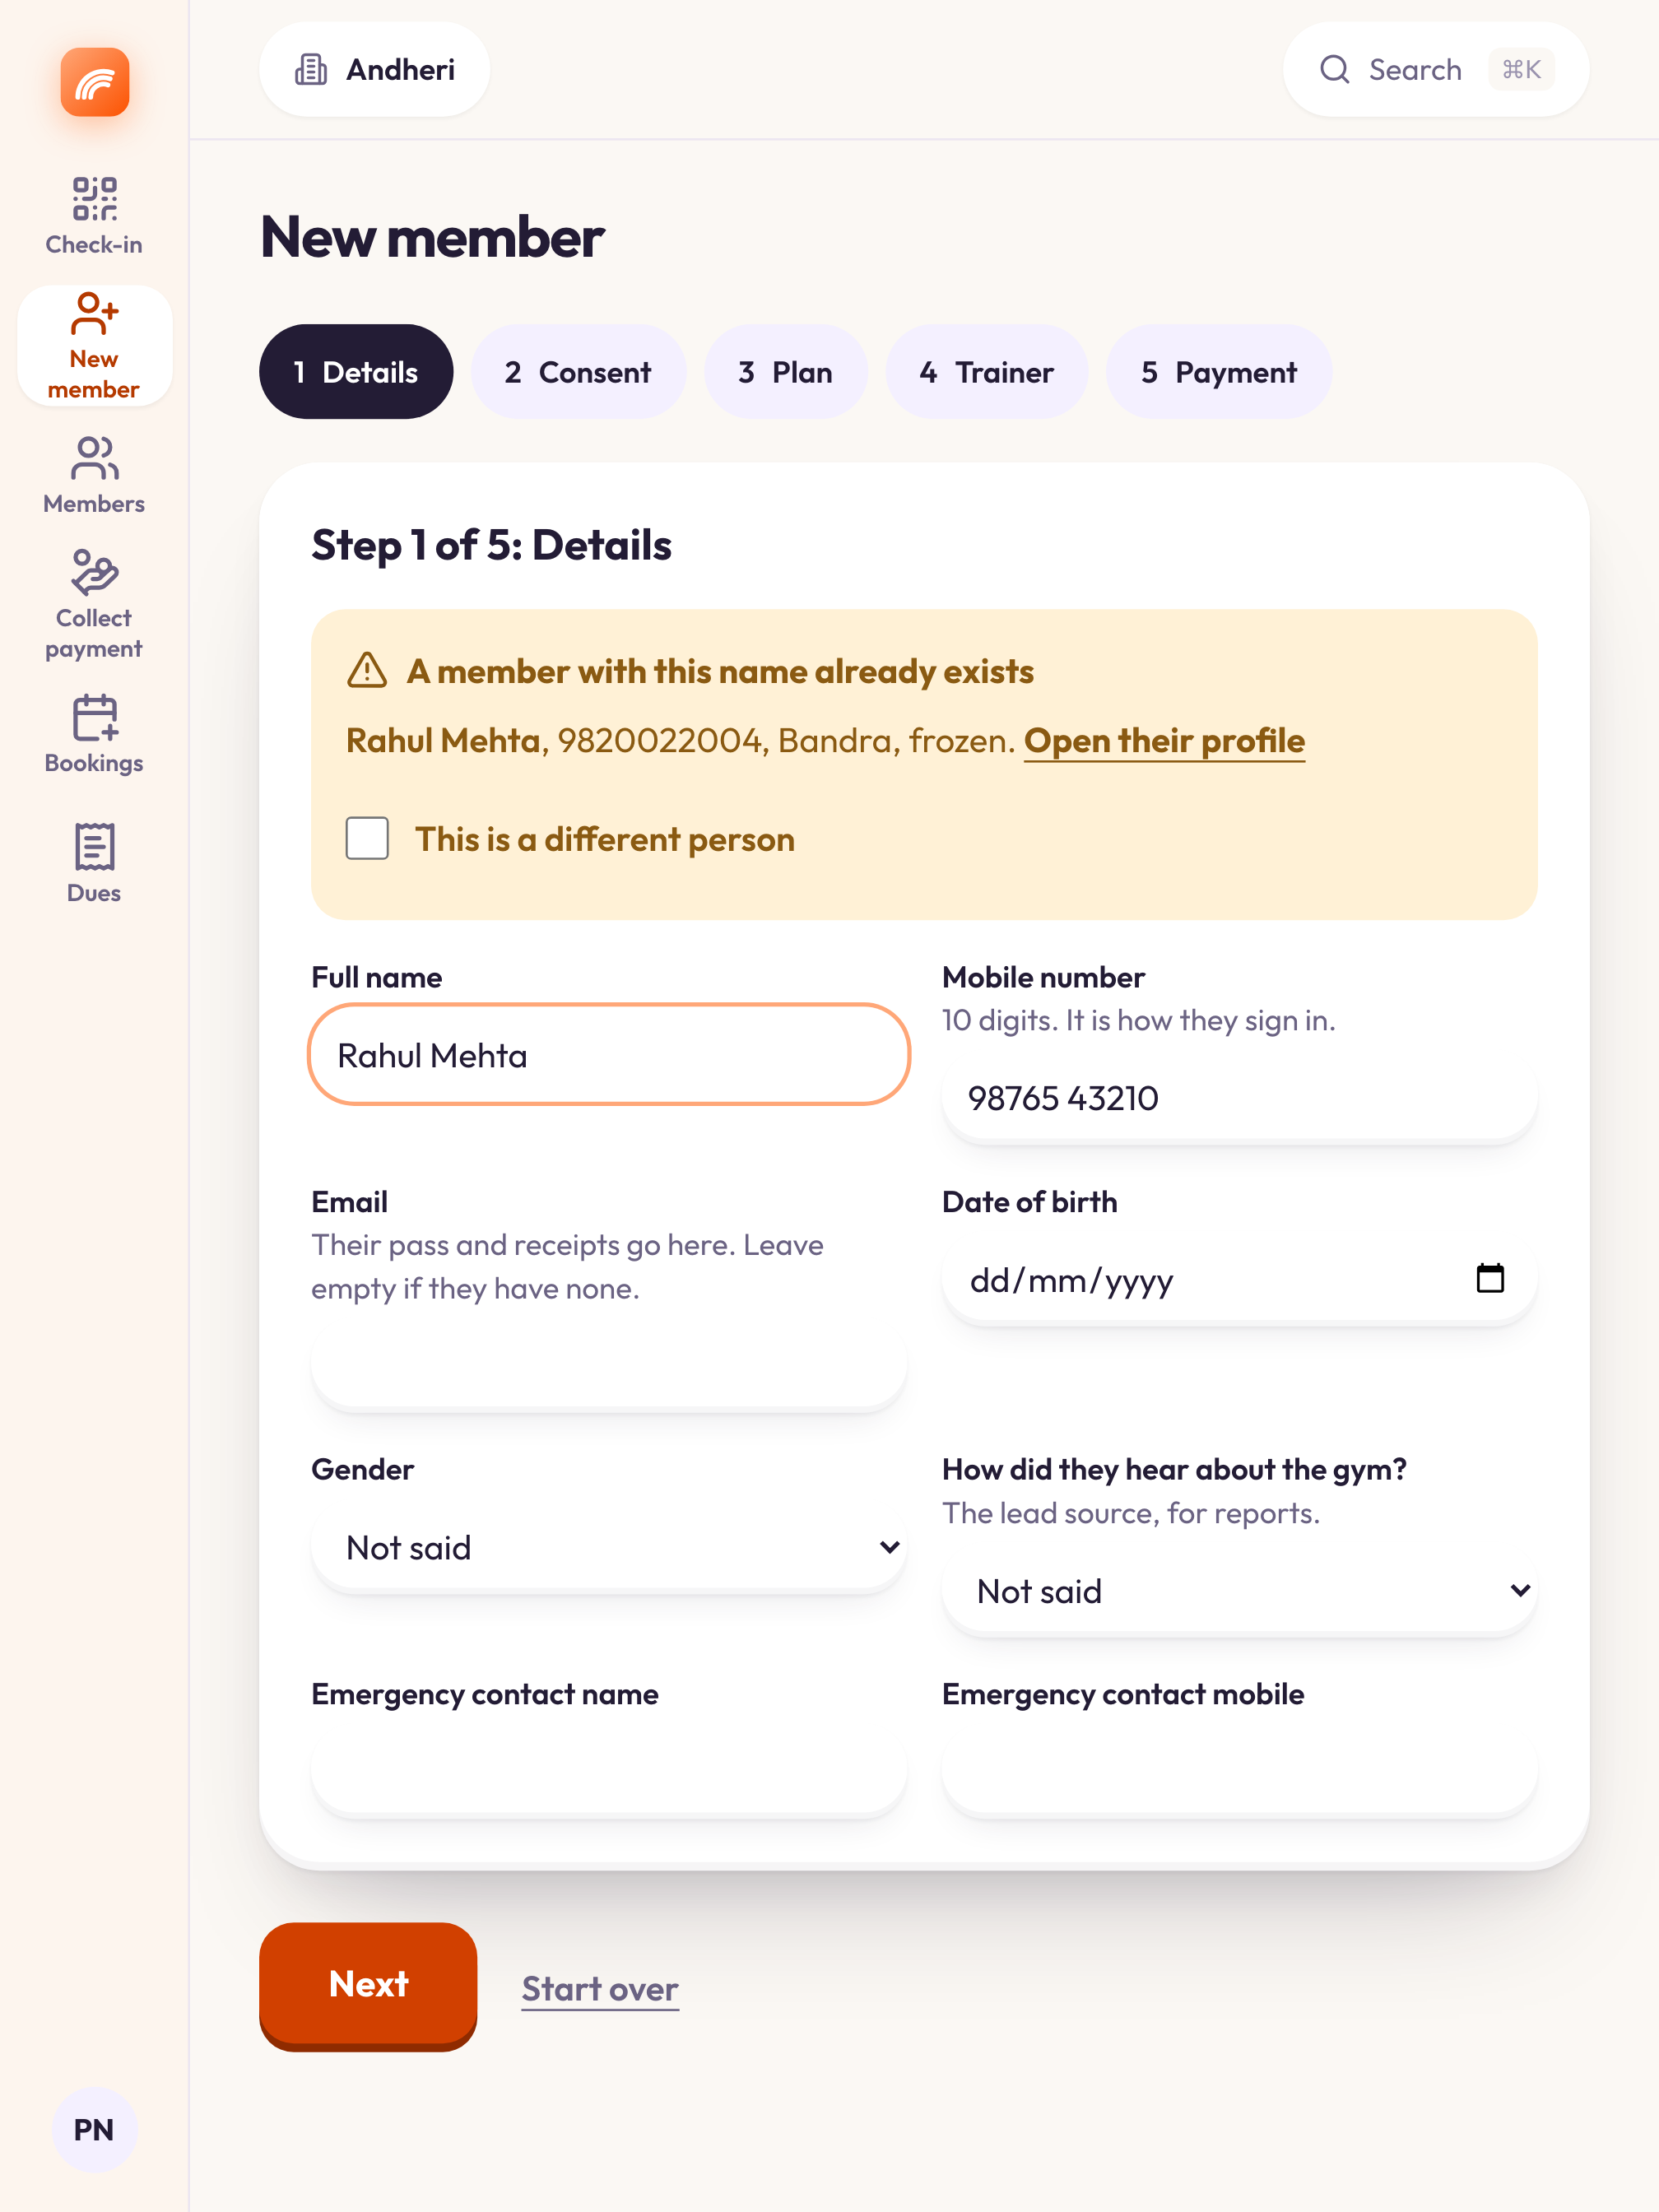 Andheri
Search ⌘K
Check-in
New
member
Members
Collect
payment
Bookings
Dues
PN
New member
1 Details
2 Consent
3 Plan
4 Trainer
5 Payment
Step 1 of 5: Details
A member with this name already exists
Rahul Mehta, 9820022004, Bandra, frozen. Open their profile
This is a different person
Full name
Rahul Mehta
Mobile number
10 digits. It is how they sign in.
98765 43210
Email
Their pass and receipts go here. Leave
empty if they have none.
Date of birth
dd/mm/yyyy
Gender
Not said
How did they hear about the gym?
The lead source, for reports.
Not said
Emergency contact name
Emergency contact mobile
Next
Start over